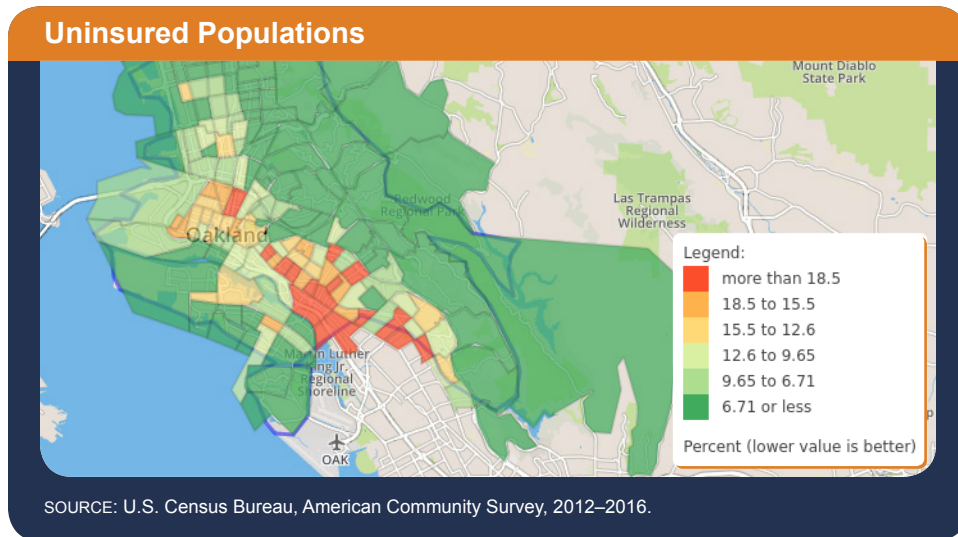 Uninsured Populations
Mount Diablo
State Park
Redwood
Regional Park
Las Trampas
Regional
Wilderness
Oakland
Legend:
more than 18.5
18.5 to 15.5
15.5 to 12.6
12.6 to 9.65
9.65 to 6.71
6.71 or less
Percent (lower value is better)
Martin Luther
King Jr.
Regional
Shoreline
OAK
SOURCE: U.S. Census Bureau, American Community Survey, 2012–2016.